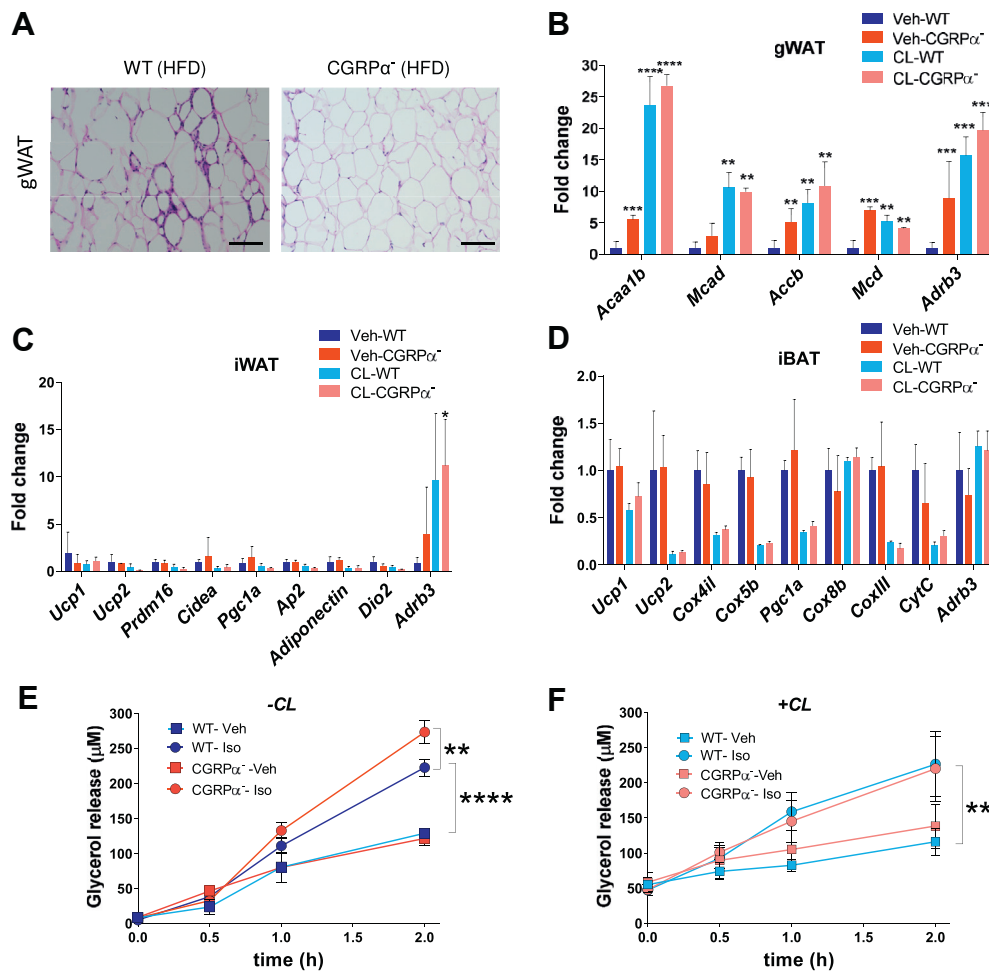 A
WT (HFD)
CGRPα⁻ (HFD)
gWAT
B
gWAT
Veh-WT
Veh-CGRPα⁻
CL-WT
CL-CGRPα⁻
Fold change
35
30
25
20
15
10
5
0
*** **** ****
** **
** ** **
*** ** **
*** *** ***
Acaa1b
Mcad
Accb
Mcd
Adrb3
C
iWAT
Veh-WT
Veh-CGRPα⁻
CL-WT
CL-CGRPα⁻
Fold change
20
15
10
5
0
*
Ucp1
Ucp2
Prdm16
Cidea
Pgc1a
Ap2
Adiponectin
Dio2
Adrb3
D
iBAT
Veh-WT
Veh-CGRPα⁻
CL-WT
CL-CGRPα⁻
Fold change
2.0
1.5
1.0
0.5
0.0
Ucp1
Ucp2
Cox4il
Cox5b
Pgc1a
Cox8b
CoxIII
CytC
Adrb3
E
-CL
WT- Veh
WT- Iso
CGRPα⁻ -Veh
CGRPα⁻- Iso
Glycerol release (µM)
300
250
200
150
100
50
0
**
****
0.0 0.5 1.0 1.5 2.0
time (h)
F
+CL
WT- Veh
WT- Iso
CGRPα⁻-Veh
CGRPα⁻- Iso
Glycerol release (µM)
300
250
200
150
100
50
0
**
0.0 0.5 1.0 1.5 2.0
time (h)